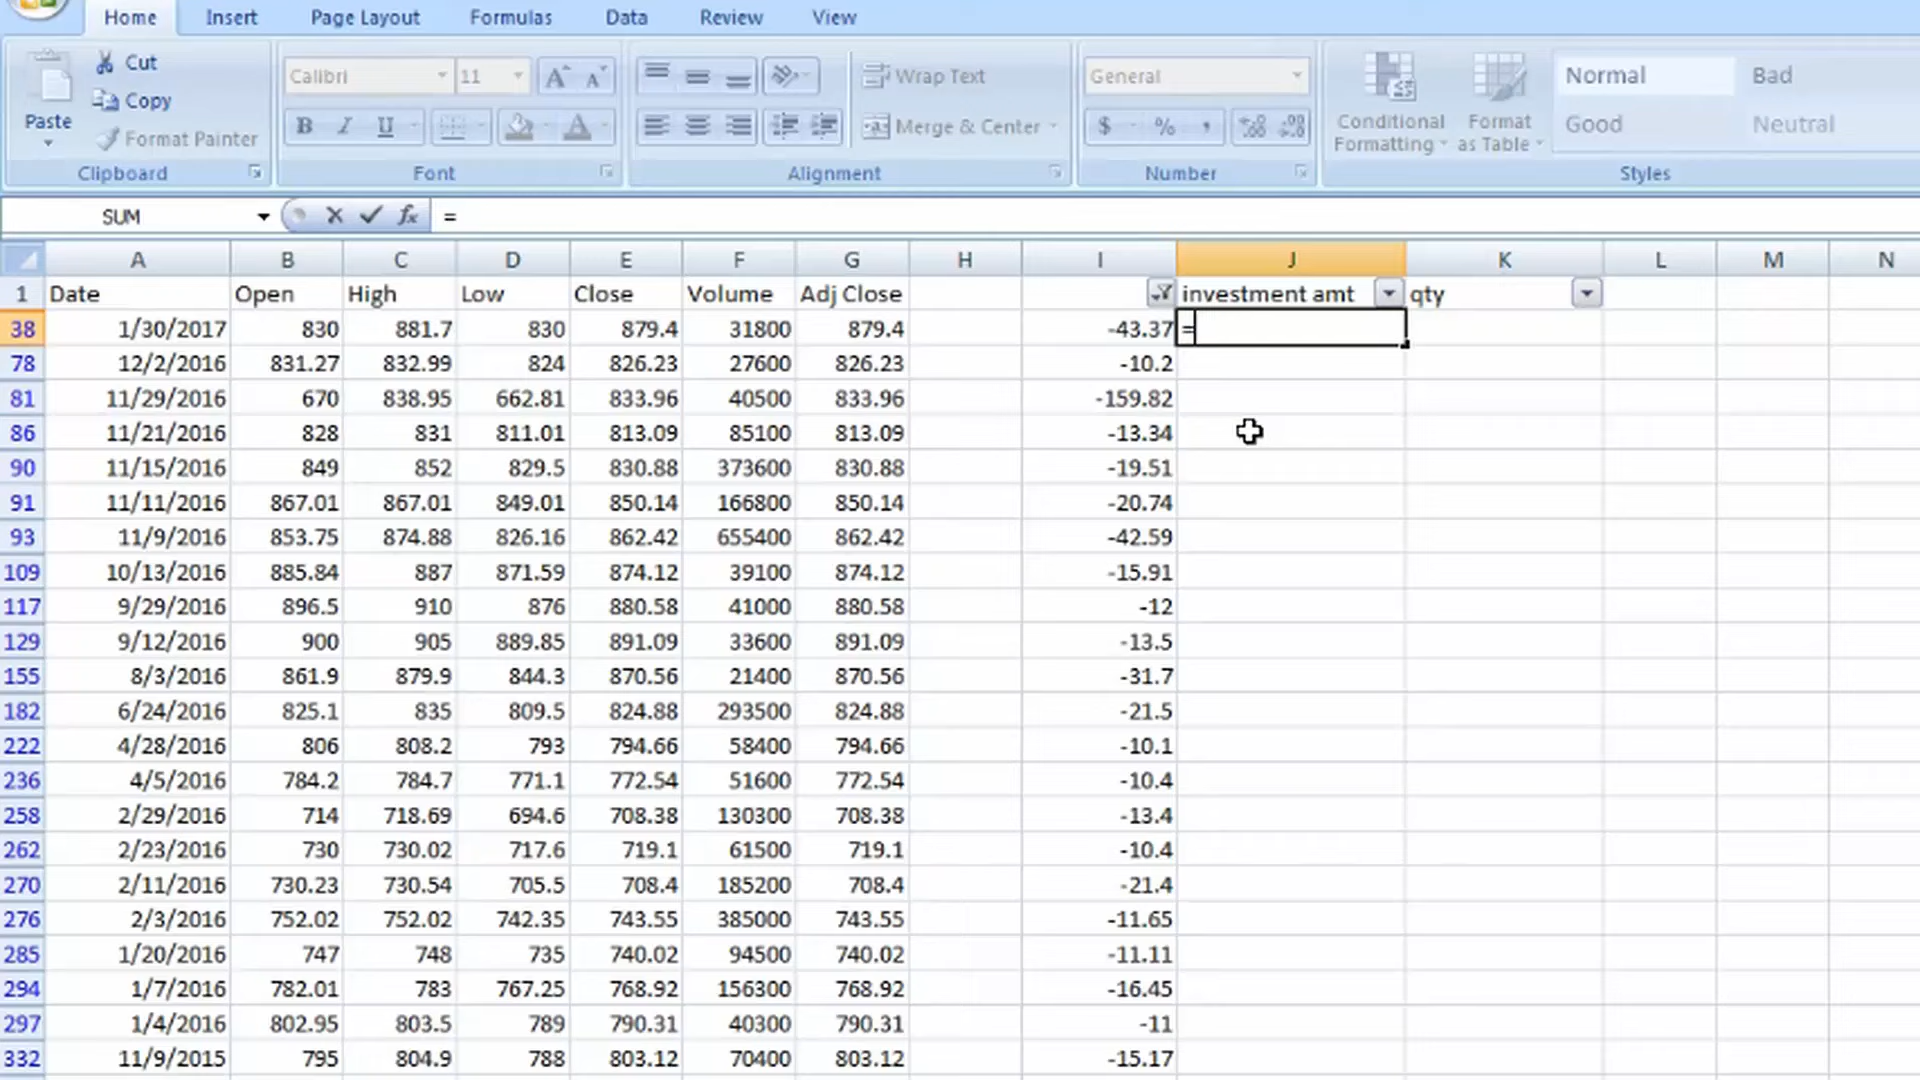 Home Insert Page Layout Formulas Data Review View
Cut
Copy
Paste
Format Painter
Clipboard
Calibri 11
A A
B I U A
Font
Wrap Text
Merge & Center
Alignment
General
$ % ,
Number
Conditional Formatting
Format as Table
Normal Bad
Good Neutral
Styles
SUM fx =
A B C D E F G H I J K L M N
1 Date Open High Low Close Volume Adj Close investment amt qty
38 1/30/2017 830 881.7 830 879.4 31800 879.4 -43.37 =
78 12/2/2016 831.27 832.99 824 826.23 27600 826.23 -10.2
81 11/29/2016 670 838.95 662.81 833.96 40500 833.96 -159.82
86 11/21/2016 828 831 811.01 813.09 85100 813.09 -13.34
90 11/15/2016 849 852 829.5 830.88 373600 830.88 -19.51
91 11/11/2016 867.01 867.01 849.01 850.14 166800 850.14 -20.74
93 11/9/2016 853.75 874.88 826.16 862.42 655400 862.42 -42.59
109 10/13/2016 885.84 887 871.59 874.12 39100 874.12 -15.91
117 9/29/2016 896.5 910 876 880.58 41000 880.58 -12
129 9/12/2016 900 905 889.85 891.09 33600 891.09 -13.5
155 8/3/2016 861.9 879.9 844.3 870.56 21400 870.56 -31.7
182 6/24/2016 825.1 835 809.5 824.88 293500 824.88 -21.5
222 4/28/2016 806 808.2 793 794.66 58400 794.66 -10.1
236 4/5/2016 784.2 784.7 771.1 772.54 51600 772.54 -10.4
258 2/29/2016 714 718.69 694.6 708.38 130300 708.38 -13.4
262 2/23/2016 730 730.02 717.6 719.1 61500 719.1 -10.4
270 2/11/2016 730.23 730.54 705.5 708.4 185200 708.4 -21.4
276 2/3/2016 752.02 752.02 742.35 743.55 385000 743.55 -11.65
285 1/20/2016 747 748 735 740.02 94500 740.02 -11.11
294 1/7/2016 782.01 783 767.25 768.92 156300 768.92 -16.45
297 1/4/2016 802.95 803.5 789 790.31 40300 790.31 -11
332 11/9/2015 795 804.9 788 803.12 70400 803.12 -15.17